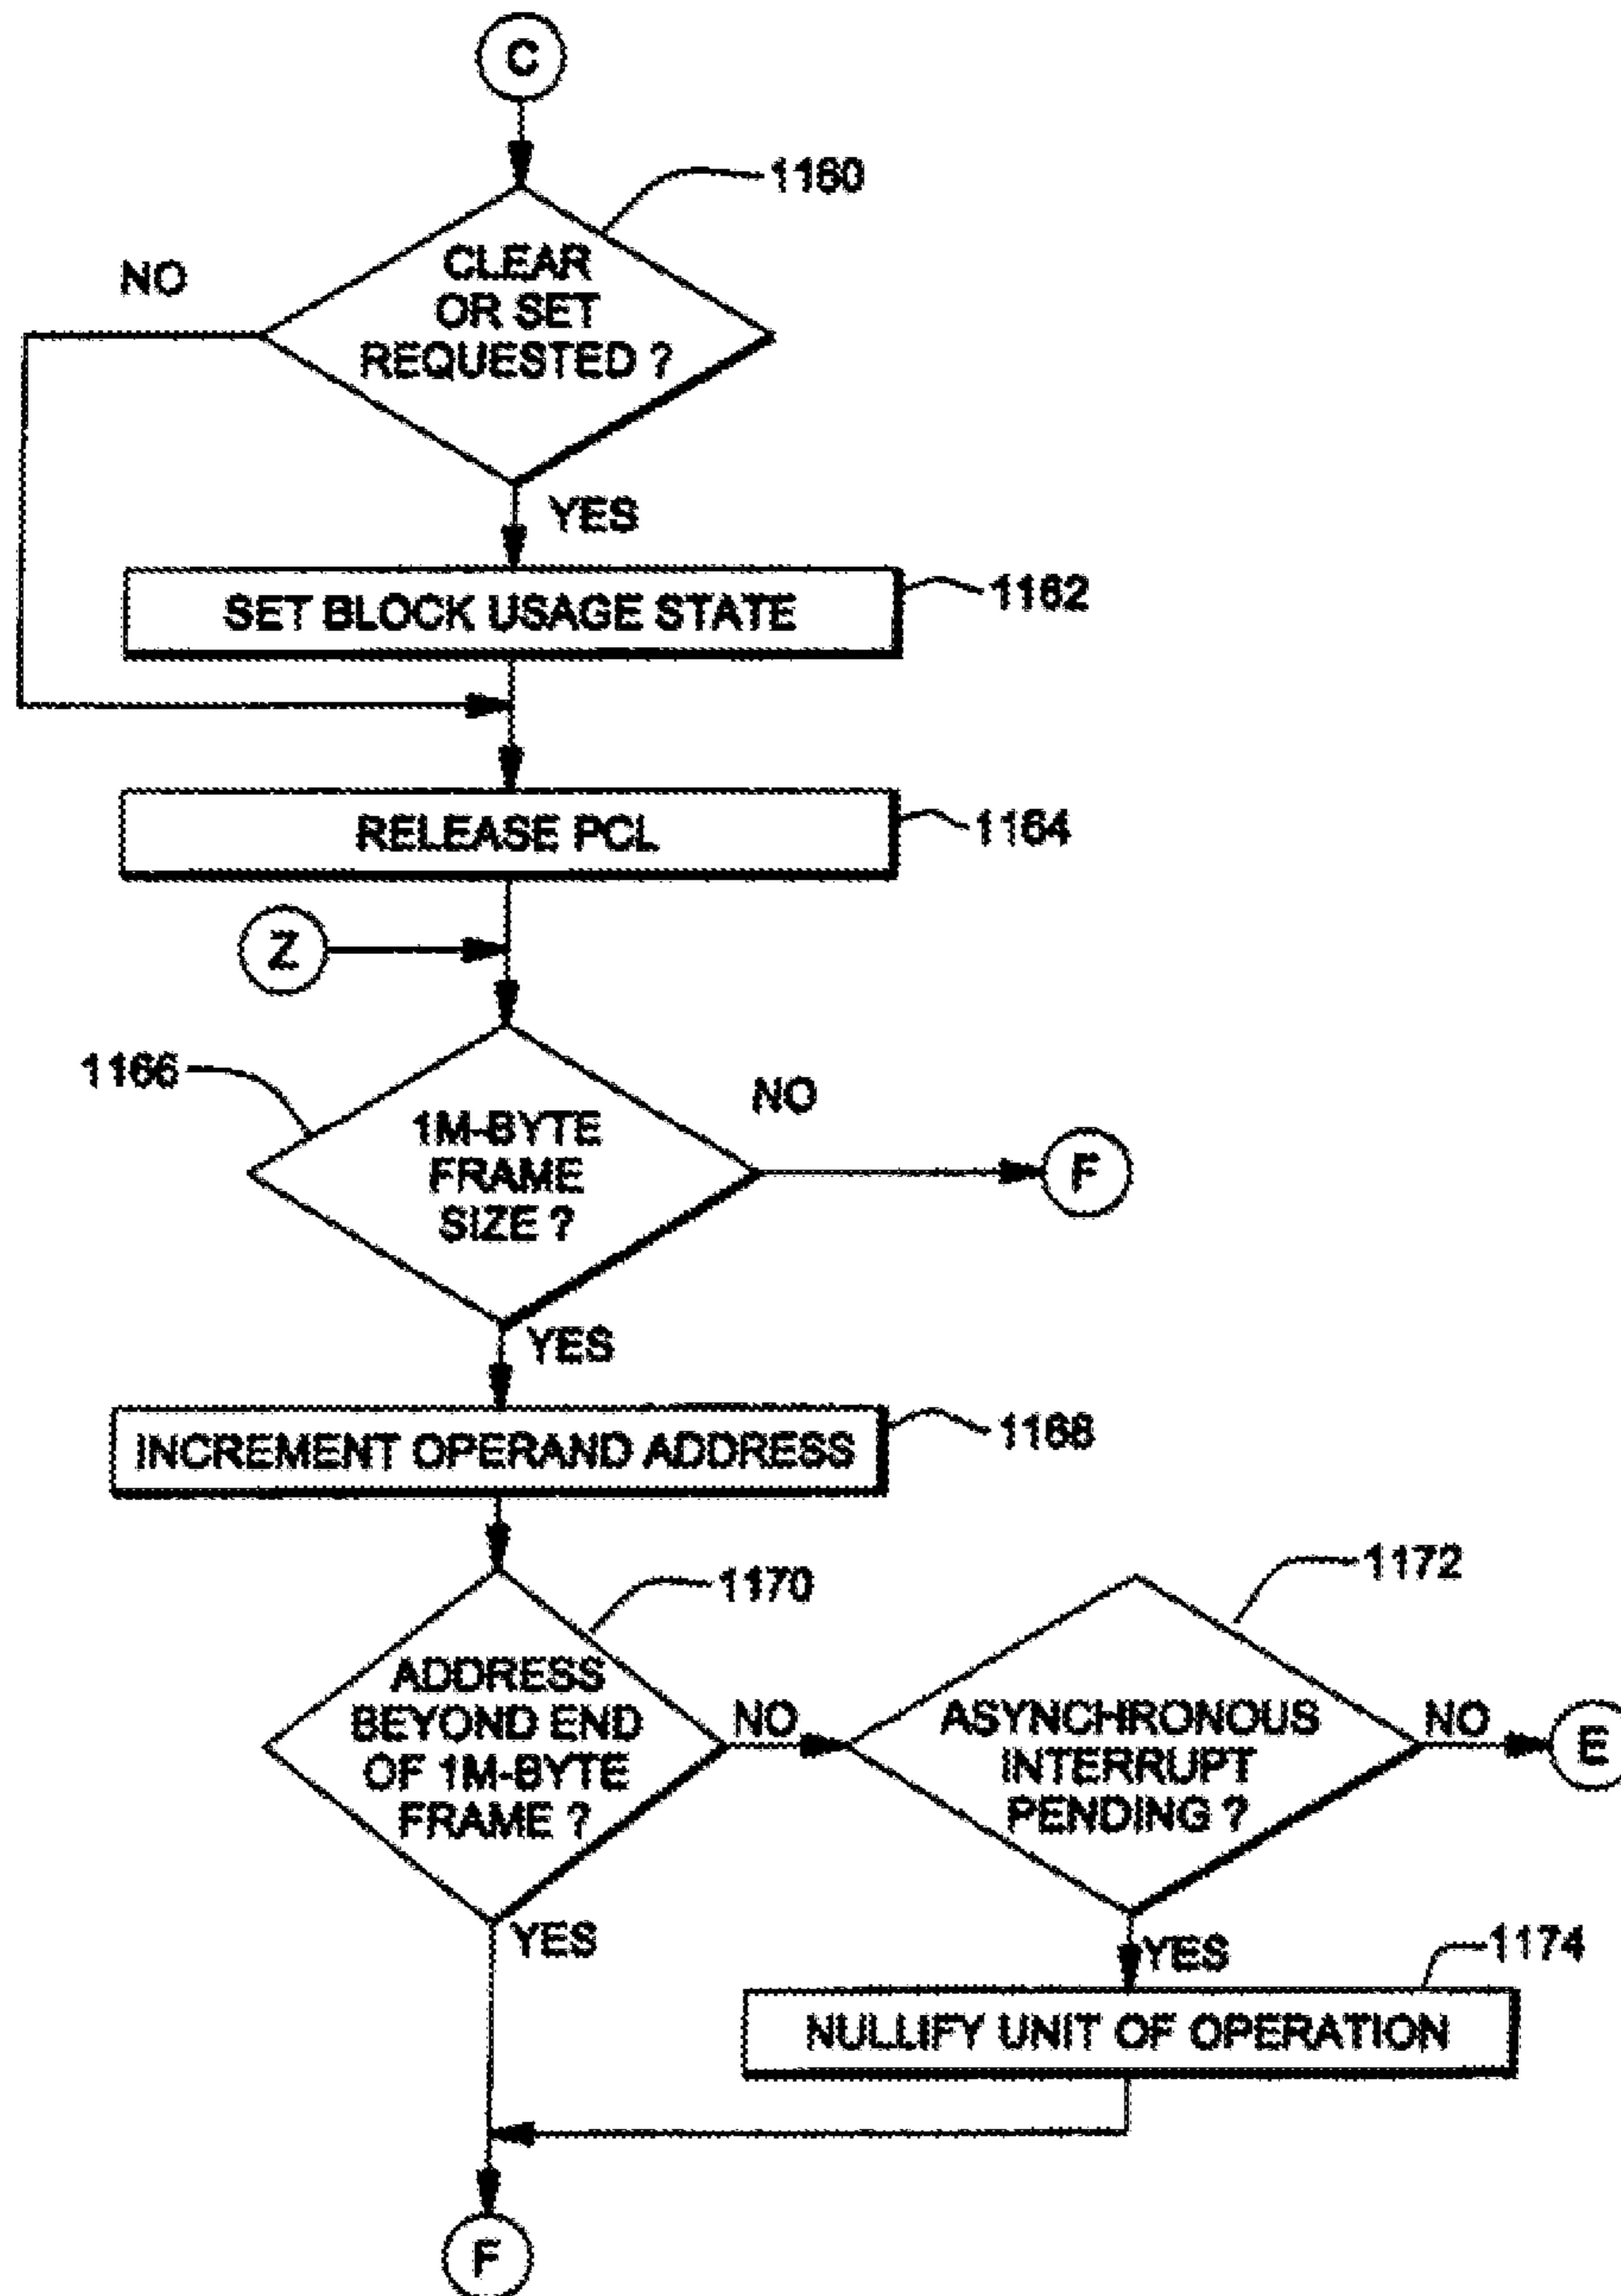 C
1160
NO
CLEAR
OR SET
REQUESTED ?
YES
SET BLOCK USAGE STATE
1162
RELEASE PCL
1164
Z
1166
NO
1M-BYTE
FRAME
SIZE ?
F
YES
INCREMENT OPERAND ADDRESS
1168
1170
1172
ADDRESS
BEYOND END
OF 1M-BYTE
FRAME ?
NO
ASYNCHRONOUS
INTERRUPT
PENDING ?
NO
E
YES
YES
1174
NULLIFY UNIT OF OPERATION
F